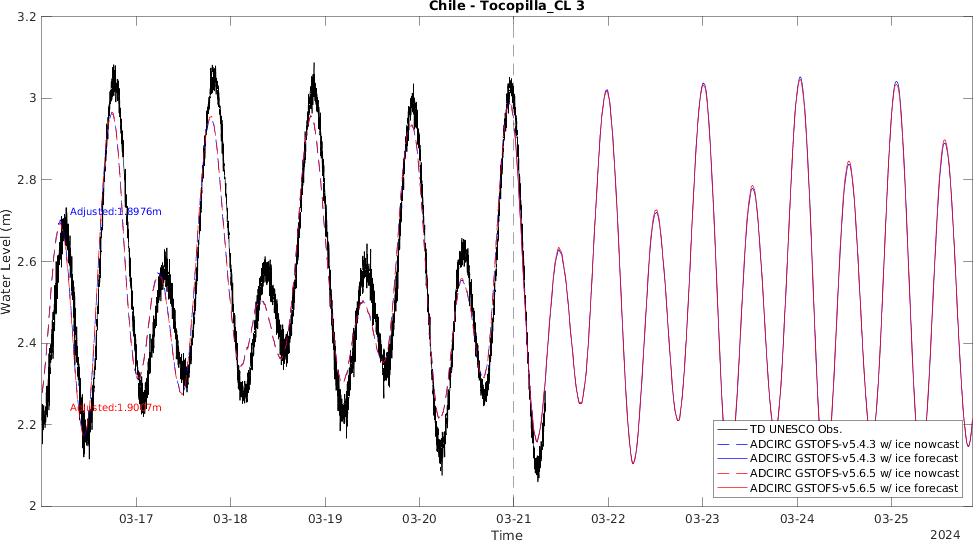 Chile - Tocopilla_CL 3
Water Level (m)
3.2
3
2.8
2.6
2.4
2.2
2
Adjusted:1.8976m
Adjusted:1.9007m
TD UNESCO Obs.
ADCIRC GSTOFS-v5.4.3 w/ ice nowcast
ADCIRC GSTOFS-v5.4.3 w/ ice forecast
ADCIRC GSTOFS-v5.6.5 w/ ice nowcast
ADCIRC GSTOFS-v5.6.5 w/ ice forecast
03-17 03-18 03-19 03-20 03-21 03-22 03-23 03-24 03-25
Time
2024